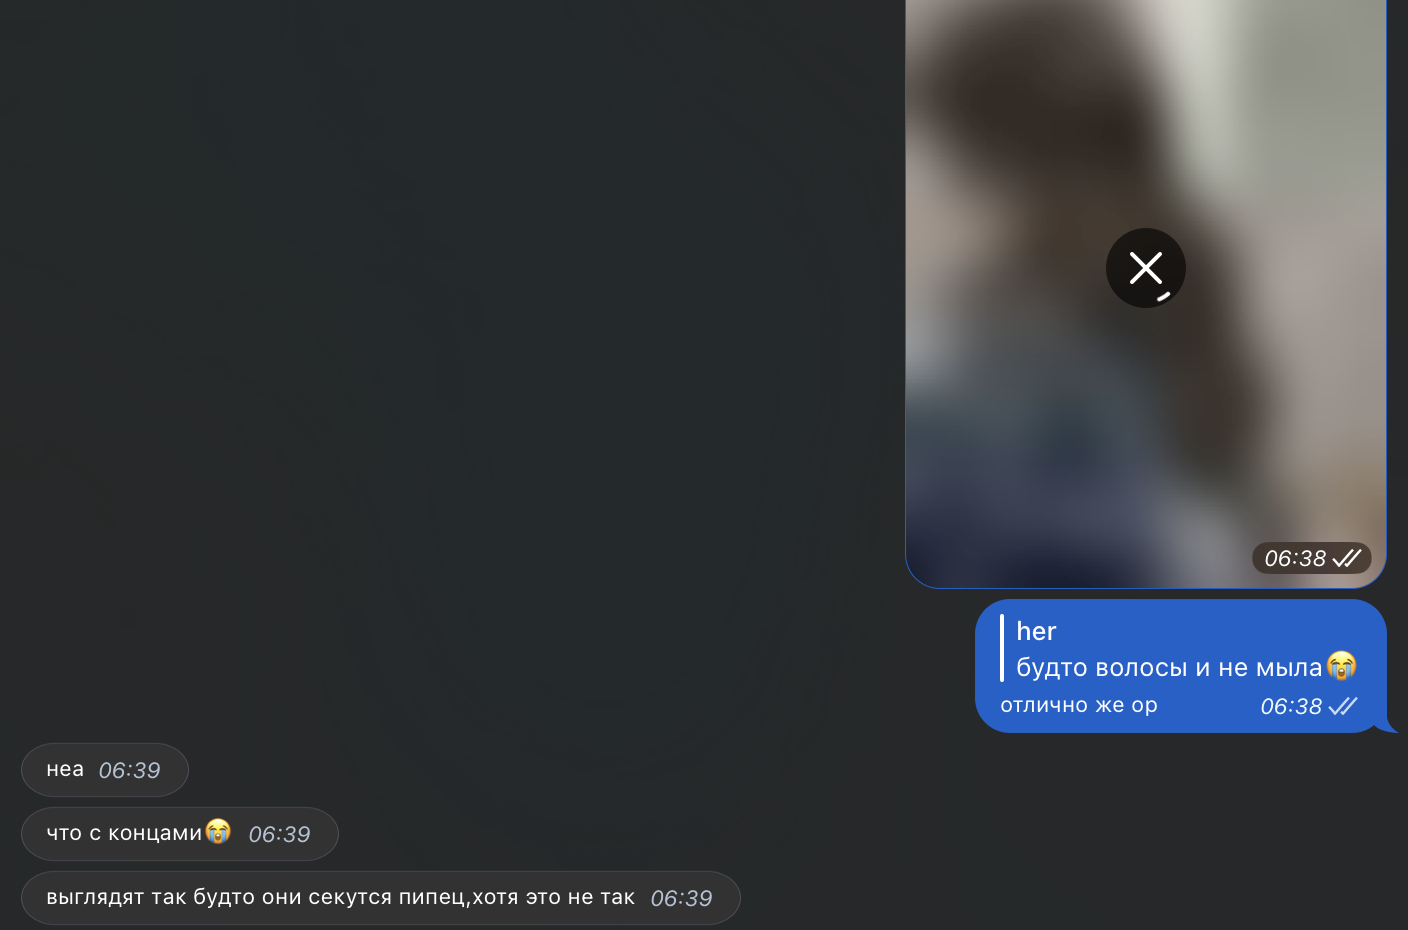 06:38
her
будто волосы и не мыла😭
отлично же ор 06:38
неа 06:39
что с концами😭 06:39
выглядят так будто они секутся пипец,хотя это не так 06:39